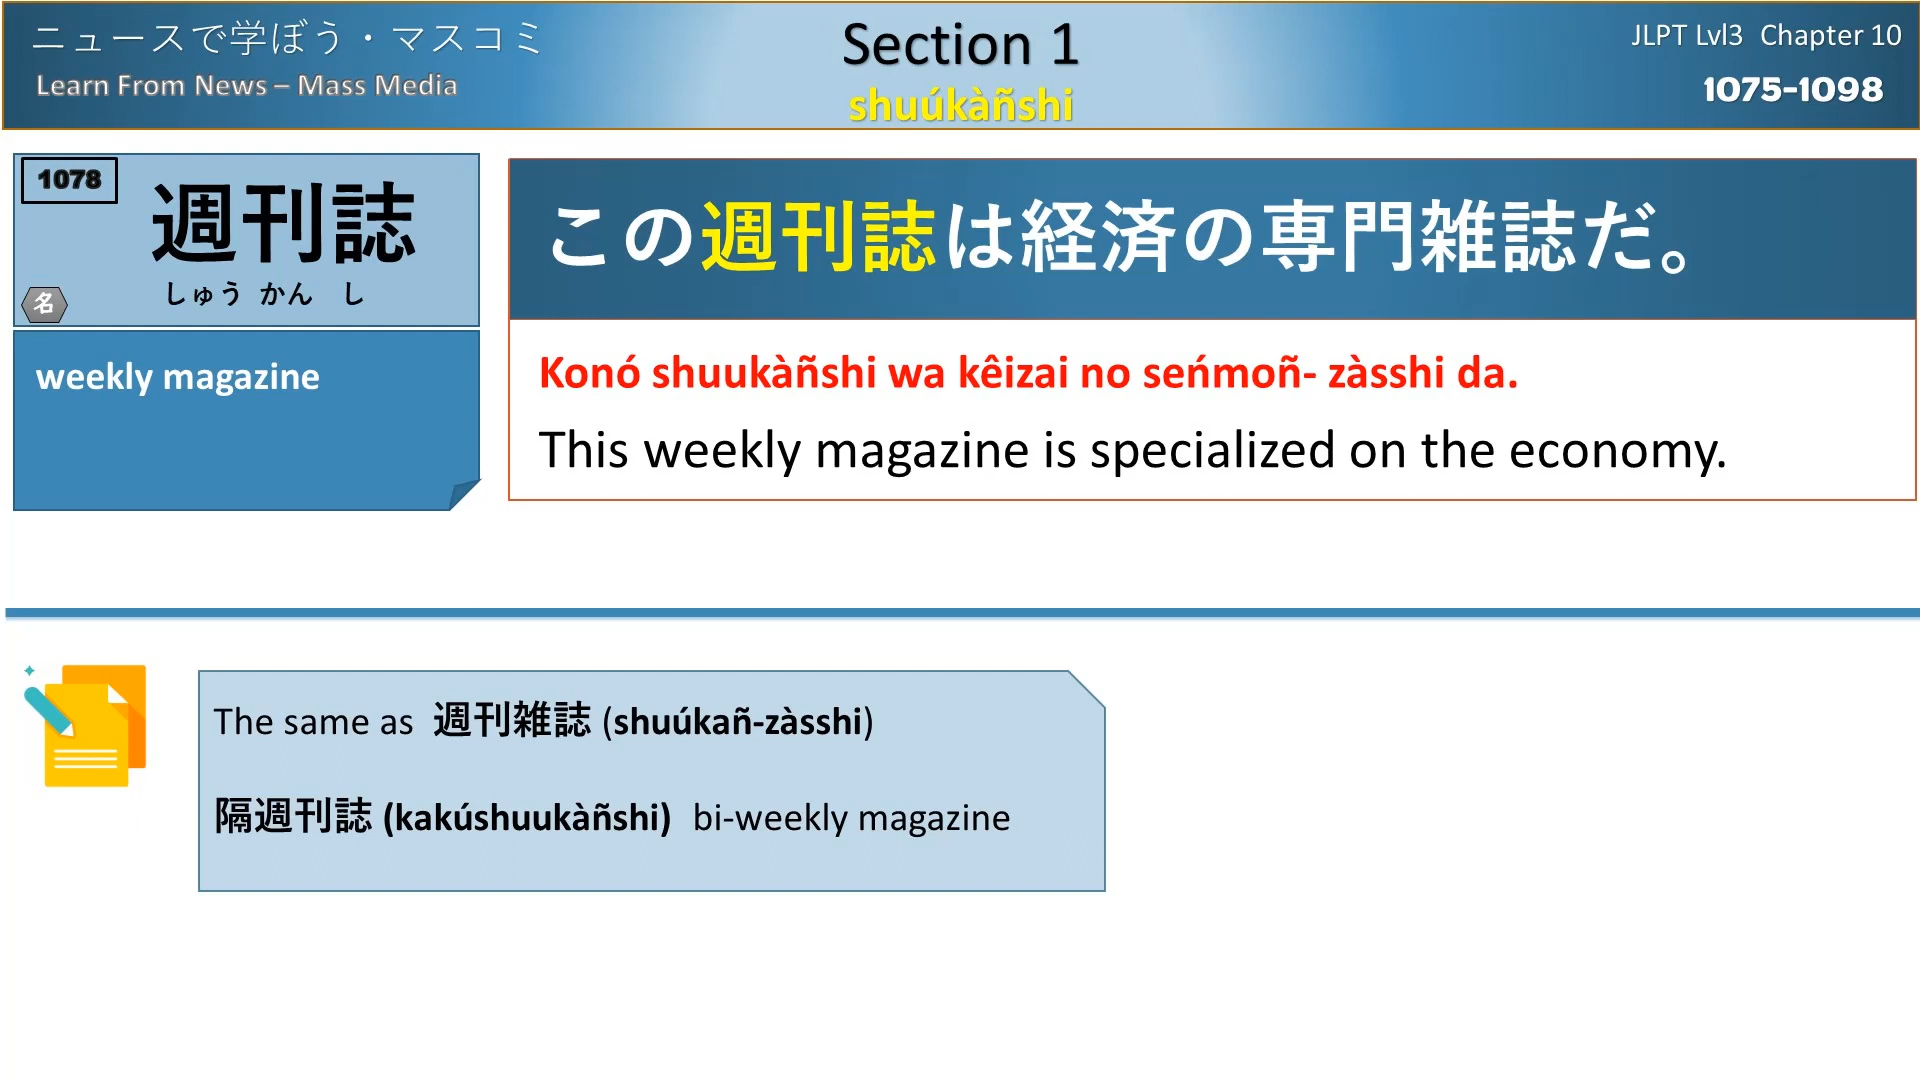 ニュースで学ぼう・マスコミ
Learn From News – Mass Media
Section 1
shuúkàñshi
JLPT Lvl3 Chapter 10
1075-1098
1078
週刊誌
しゅう かん し
名
weekly magazine
この週刊誌は経済の専門雑誌だ。
Konó shuukàñshi wa kêizai no seńmoñ- zàsshi da.
This weekly magazine is specialized on the economy.
The same as 週刊雑誌 (shuúkañ-zàsshi)
隔週刊誌 (kakúshuukàñshi) bi-weekly magazine